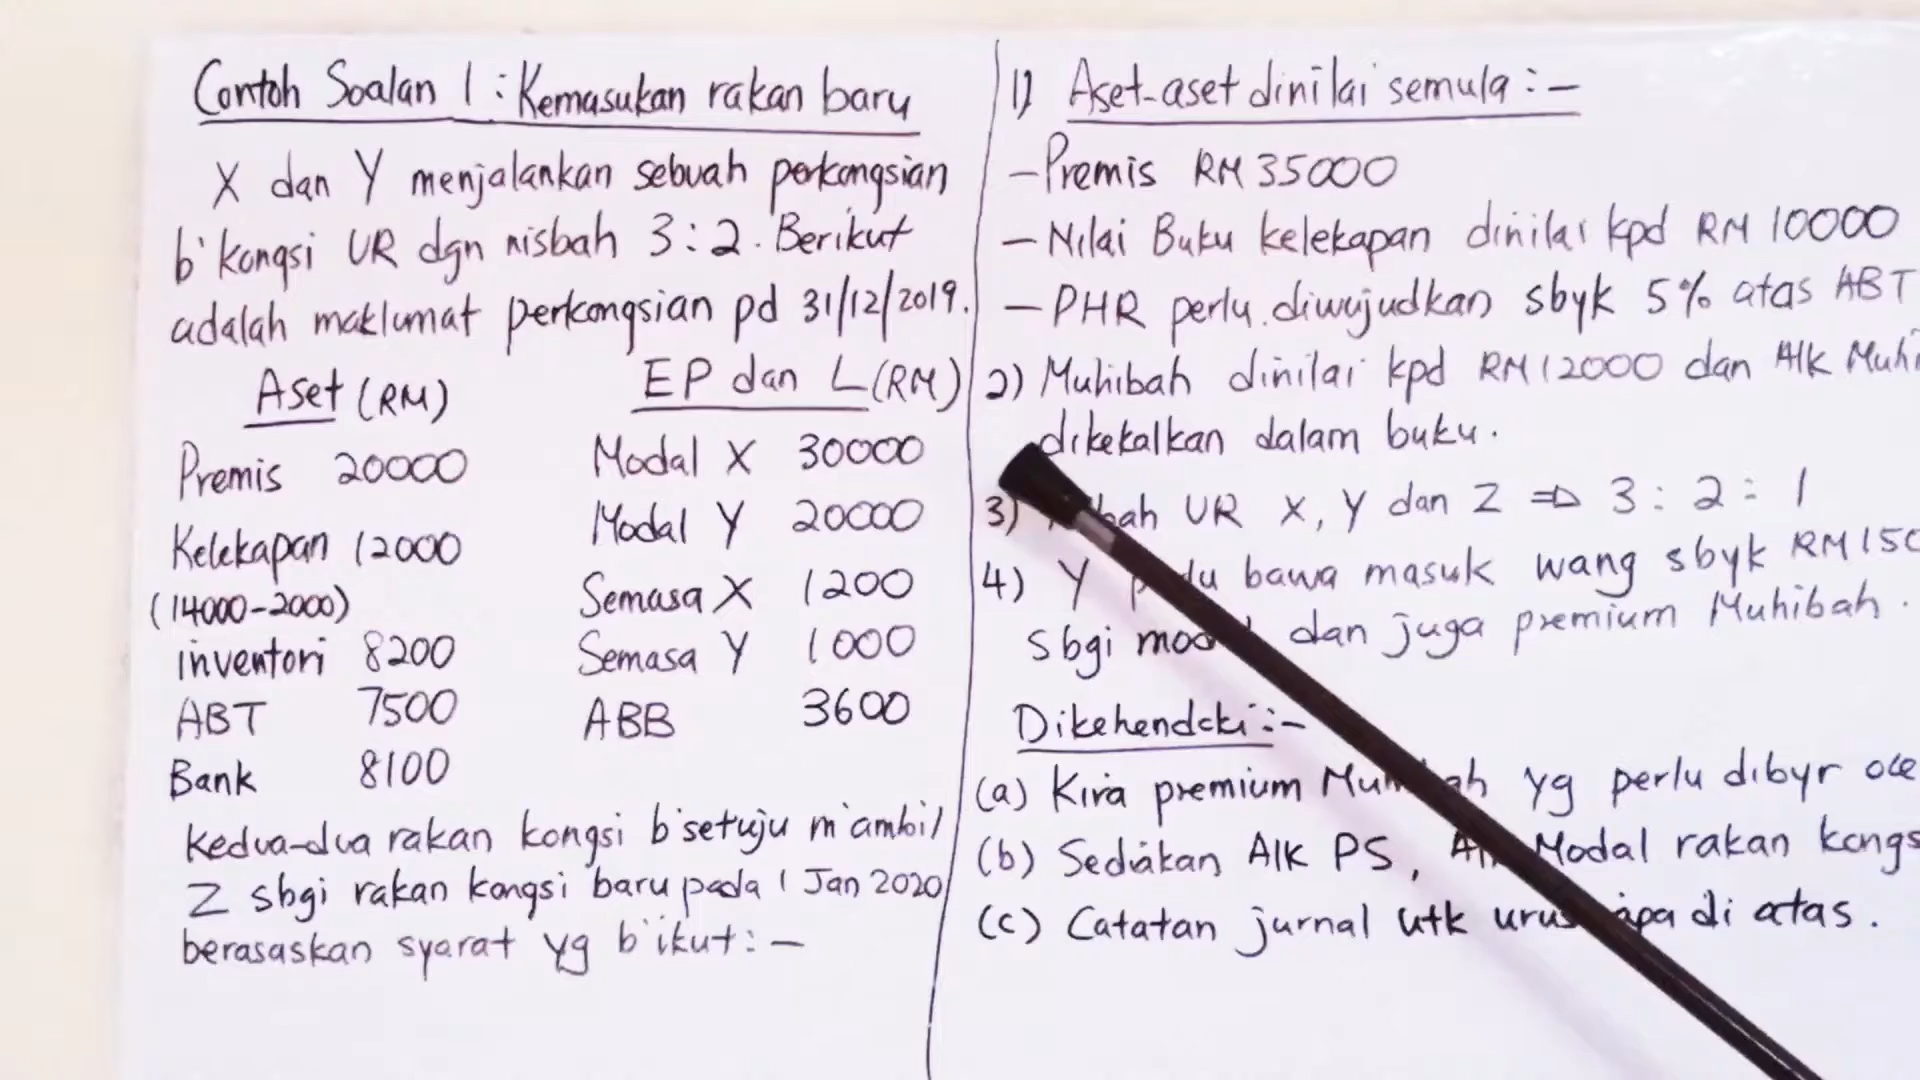 Contoh Soalan 1 : Kemasukan rakan baru
X dan Y menjalankan sebuah perkongsian
b'kongsi UR dgn nisbah 3 : 2. Berikut
adalah maklumat perkongsian pd 31/12/2019.
Aset (RM) EP dan L (RM)
Premis 20000 Modal X 30000
Kelekapan 12000 Modal Y 20000
(14000-2000) Semasa X 1200
inventori 8200 Semasa Y 1000
ABT 7500 ABB 3600
Bank 8100
Kedua-dua rakan kongsi b'setuju m'ambil
Z sbgi rakan kongsi baru pada 1 Jan 2020
berasaskan syarat yg b'ikut : —
1) Aset-aset dinilai semula : —
- Premis RM 35000
- Nilai Buku kelekapan dinilai kpd RM 10000
- PHR perlu diwujudkan sbyk 5% atas ABT
2) Muhibah dinilai kpd RM 12000 dan Alk
dikekalkan dalam buku.
3) UR X, Y dan Z ⇒ 3 : 2 : 1
4) Y bawa masuk wang sbyk RM
sbgi dan juga premium Muhibah.
Dikehendaki : -
(a) Kira premium yg perlu dibyr
(b) Sediakan Alk PS, Modal rakan
(c) Catatan jurnal utk di atas.